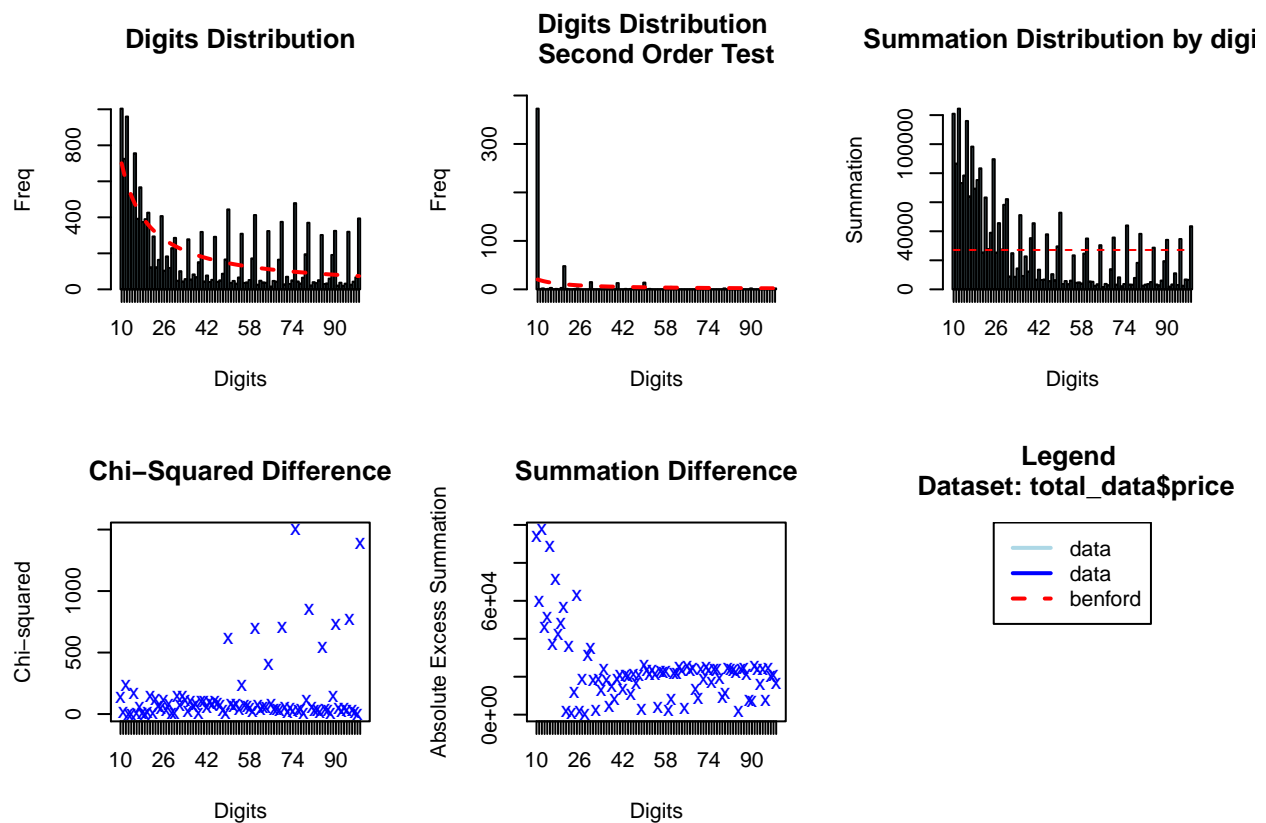 Digits Distribution
Freq
0 400 800
10 26 42 58 74 90
Digits
Digits Distribution
Second Order Test
Freq
0 100 300
10 26 42 58 74 90
Digits
Summation Distribution by digi
Summation
0 40000 100000
10 26 42 58 74 90
Digits
Chi−Squared Difference
Chi−squared
0 500 1000
10 26 42 58 74 90
Digits
Summation Difference
Absolute Excess Summation
0e+00 6e+04
10 26 42 58 74 90
Digits
Legend
Dataset: total_data$price
data
data
benford